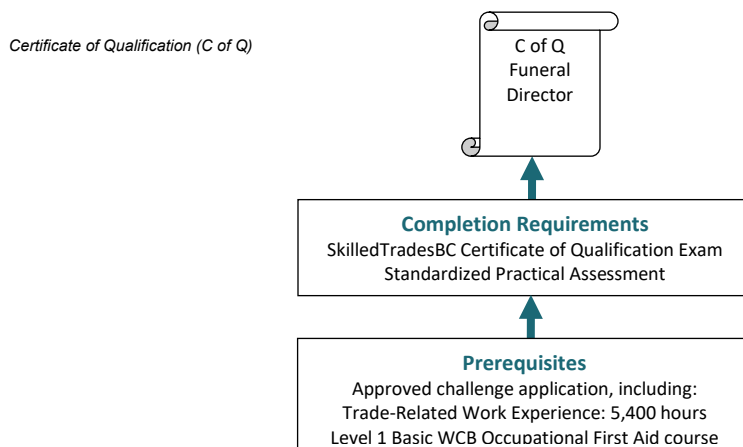 Certificate of Qualification (C of Q)
C of Q
Funeral
Director
Completion Requirements
SkilledTradesBC Certificate of Qualification Exam
Standardized Practical Assessment
Prerequisites
Approved challenge application, including:
Trade-Related Work Experience: 5,400 hours
Level 1 Basic WCB Occupational First Aid course